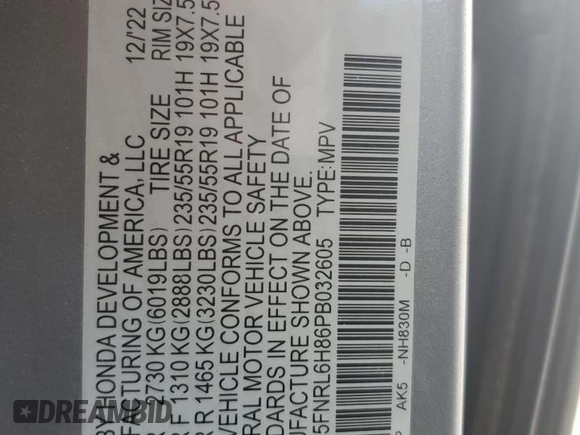 BY HONDA DEVELOPMENT & 12/'22
FACTURING OF AMERICA, LLC
R 2730 KG(6019LBS) TIRE SIZE RIM SIZ
R F 1310 KG(2888LBS) 235/55R19 101H 19X7.5
R R 1465 KG(3230LBS) 235/55R19 101H 19X7.5
VEHICLE CONFORMS TO ALL APPLICABLE
RAL MOTOR VEHICLE SAFETY
DARDS IN EFFECT ON THE DATE OF
UFACTURE SHOWN ABOVE.
5FNRL6H86PB032605 TYPE:MPV
P AK5 -NH830M -D -B
D DIDACARFAX